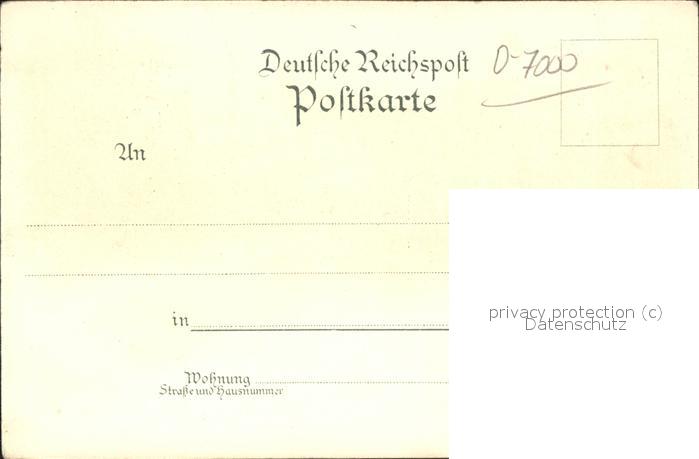 Deutsche Reichspost
Postkarte
D-7000
An
in
Wohnung
Straße und Hausnummer
privacy protection (c)
Datenschutz